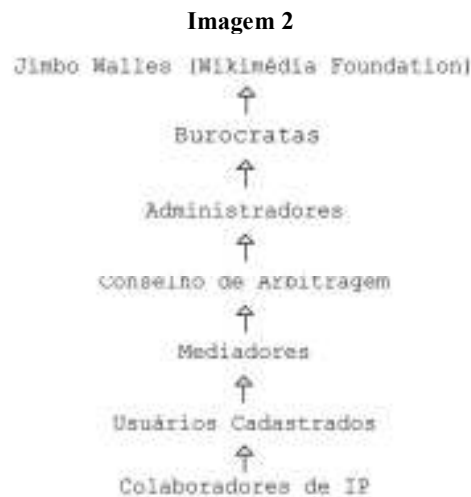 Imagem 2
Jimbo Walles (Wikimédia Foundation)
Burocratas
Administradores
Conselho de Arbitragem
Mediadores
Usuários Cadastrados
Colaboradores de IP